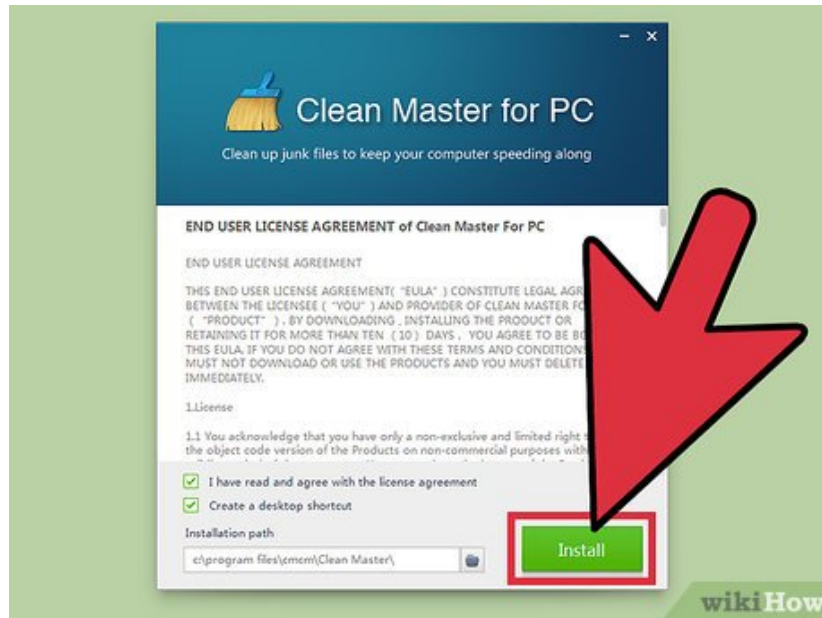 Clean Master for PC
Clean up junk files to keep your computer speeding along
END USER LICENSE AGREEMENT of Clean Master For PC
END USER LICENSE AGREEMENT
THIS END USER LICENSE AGREEMENT( "EULA" ) CONSTITUTE LEGAL AGR
BETWEEN THE LICENSEE ( "YOU" ) AND PROVIDER OF CLEAN MASTER FO
( "PRODUCT" ) . BY DOWNLOADING , INSTALLING THE PRODUCT OR
RETAINING IT FOR MORE THAN TEN (10) DAYS, YOU AGREE TO BE BO
THIS EULA. IF YOU DO NOT AGREE WITH THESE TERMS AND CONDITIONS
MUST NOT DOWNLOAD OR USE THE PRODUCTS AND YOU MUST DELETE
IMMEDIATELY.
1.License
1.1 You acknowledge that you have only a non-exclusive and limited right
the object code version of the Products on non-commercial purposes with
I have read and agree with the license agreement
Create a desktop shortcut
Installation path
c:\program files\cmcm\Clean Master\
Install
wikiHow